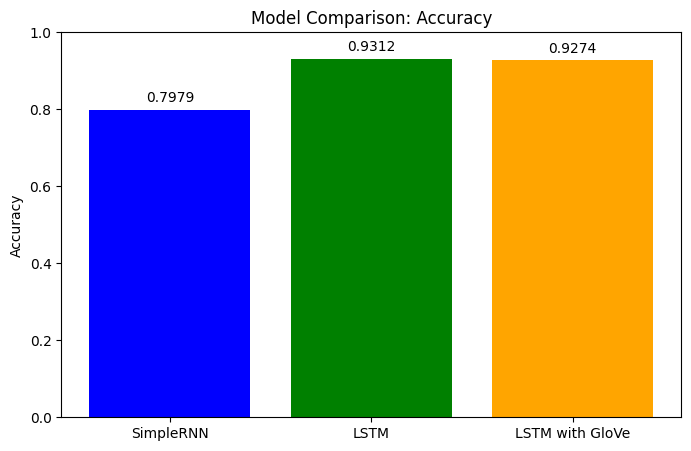 Model Comparison: Accuracy
Accuracy
1.0
0.8
0.6
0.4
0.2
0.0
0.7979
0.9312
0.9274
SimpleRNN
LSTM
LSTM with GloVe